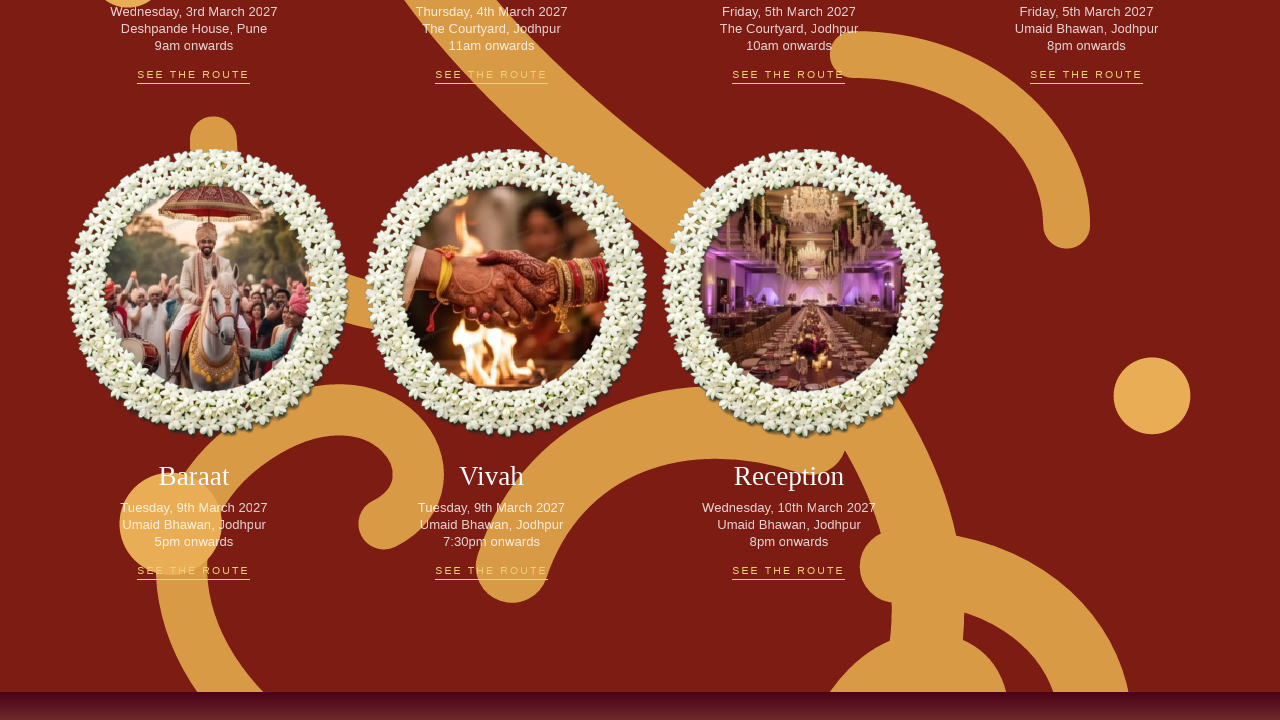 Wednesday, 3rd March 2027
Deshpande House, Pune
9am onwards
SEE THE ROUTE
Thursday, 4th March 2027
The Courtyard, Jodhpur
11am onwards
SEE THE ROUTE
Friday, 5th March 2027
The Courtyard, Jodhpur
10am onwards
SEE THE ROUTE
Friday, 5th March 2027
Umaid Bhawan, Jodhpur
8pm onwards
SEE THE ROUTE
Baraat
Tuesday, 9th March 2027
Umaid Bhawan, Jodhpur
5pm onwards
SEE THE ROUTE
Vivah
Tuesday, 9th March 2027
Umaid Bhawan, Jodhpur
7:30pm onwards
SEE THE ROUTE
Reception
Wednesday, 10th March 2027
Umaid Bhawan, Jodhpur
8pm onwards
SEE THE ROUTE